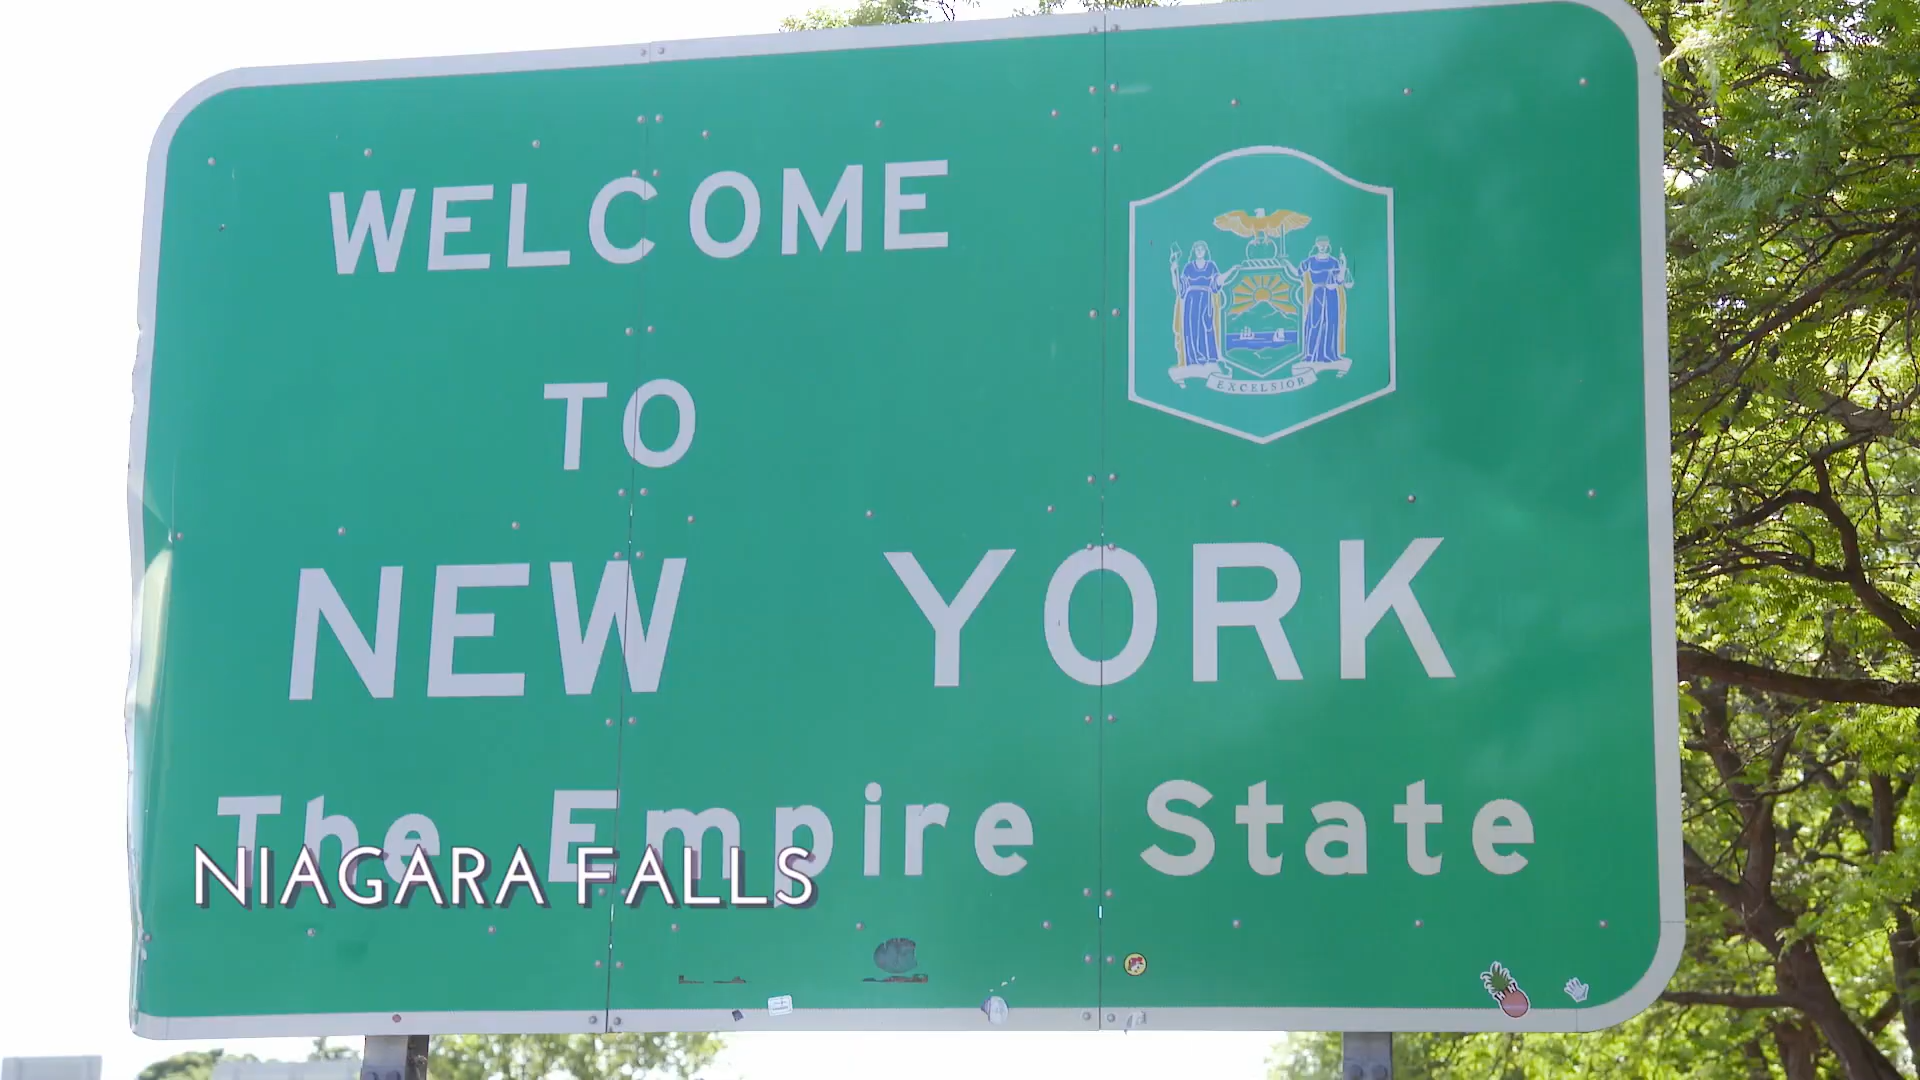 WELCOME
TO
NEW YORK
The Empire State
EXCELSIOR
NIAGARA FALLS